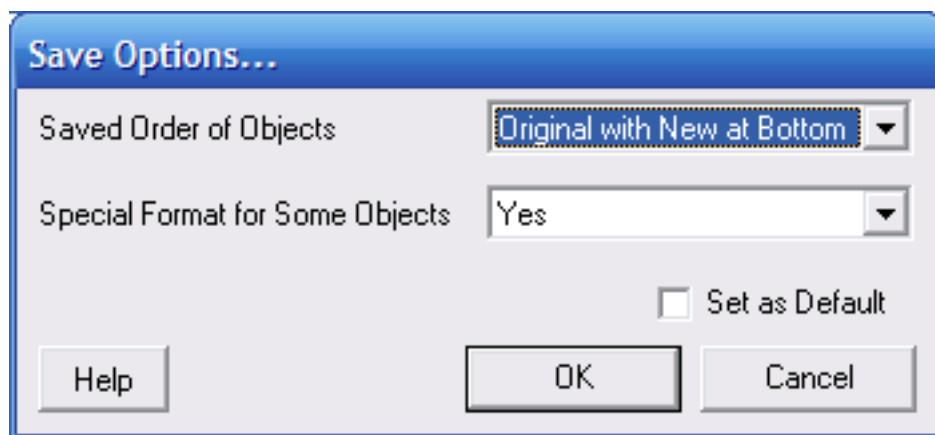 Save Options...
Saved Order of Objects Original with New at Bottom
Special Format for Some Objects Yes
Set as Default
Help OK Cancel